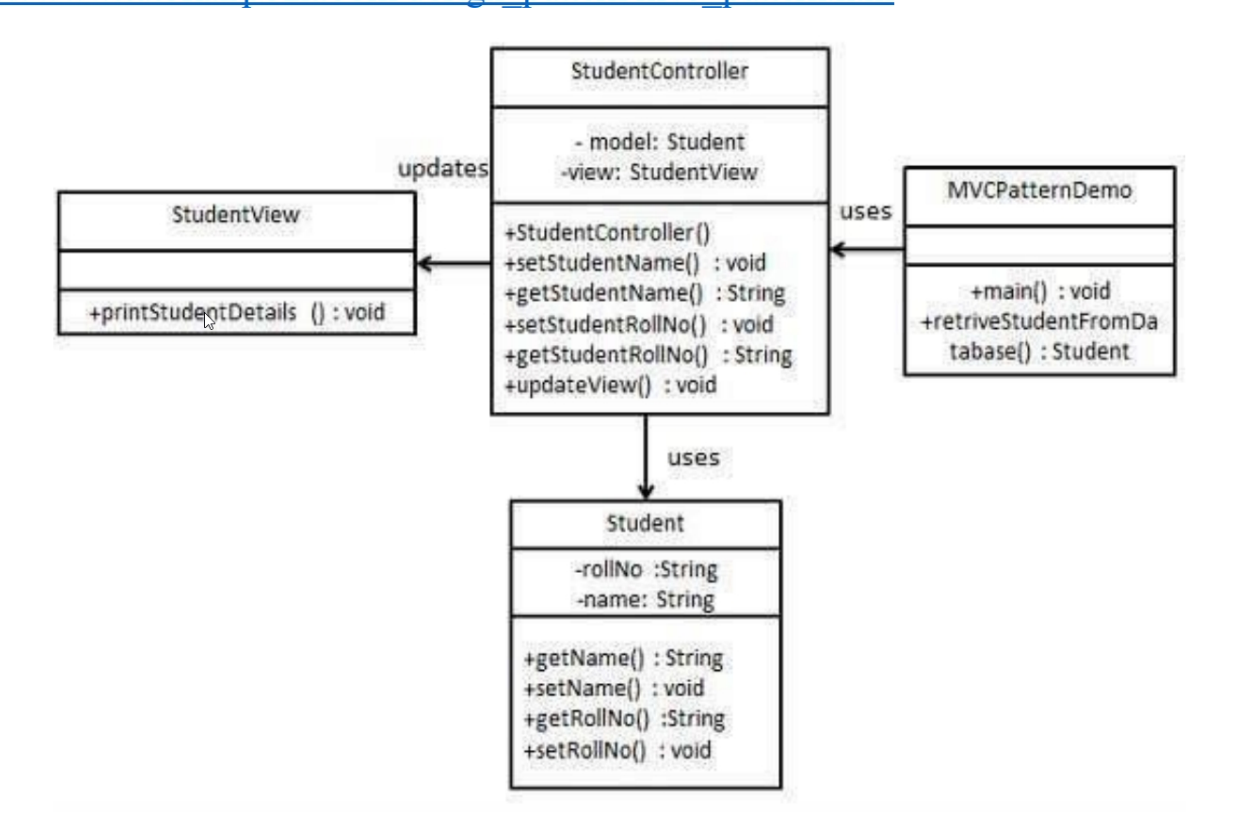 StudentController
- model: Student
-view: StudentView
+StudentController()
+setStudentName() : void
+getStudentName() : String
+setStudentRollNo() : void
+getStudentRollNo() : String
+updateView() : void
updates
StudentView
+printStudentDetails () : void
uses
MVCPatternDemo
+main() : void
+retriveStudentFromDa
tabase() : Student
uses
Student
-rollNo :String
-name: String
+getName() : String
+setName() : void
+getRollNo() :String
+setRollNo() : void